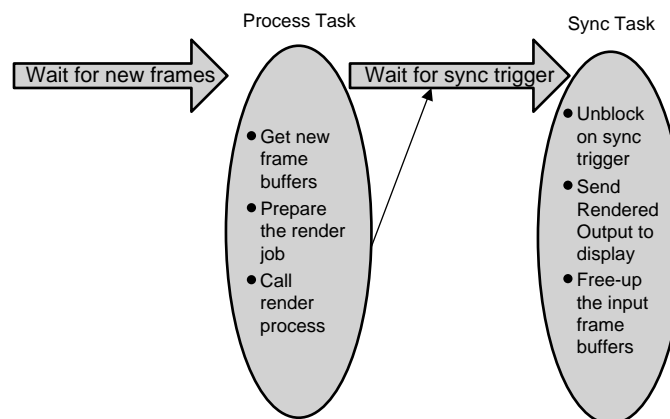 Process Task
Sync Task
Wait for new frames
Wait for sync trigger
• Get new
frame
buffers
• Prepare
the render
job
• Call
render
process
• Unblock
on sync
trigger
• Send
Rendered
Output to
display
• Free-up
the input
frame
buffers